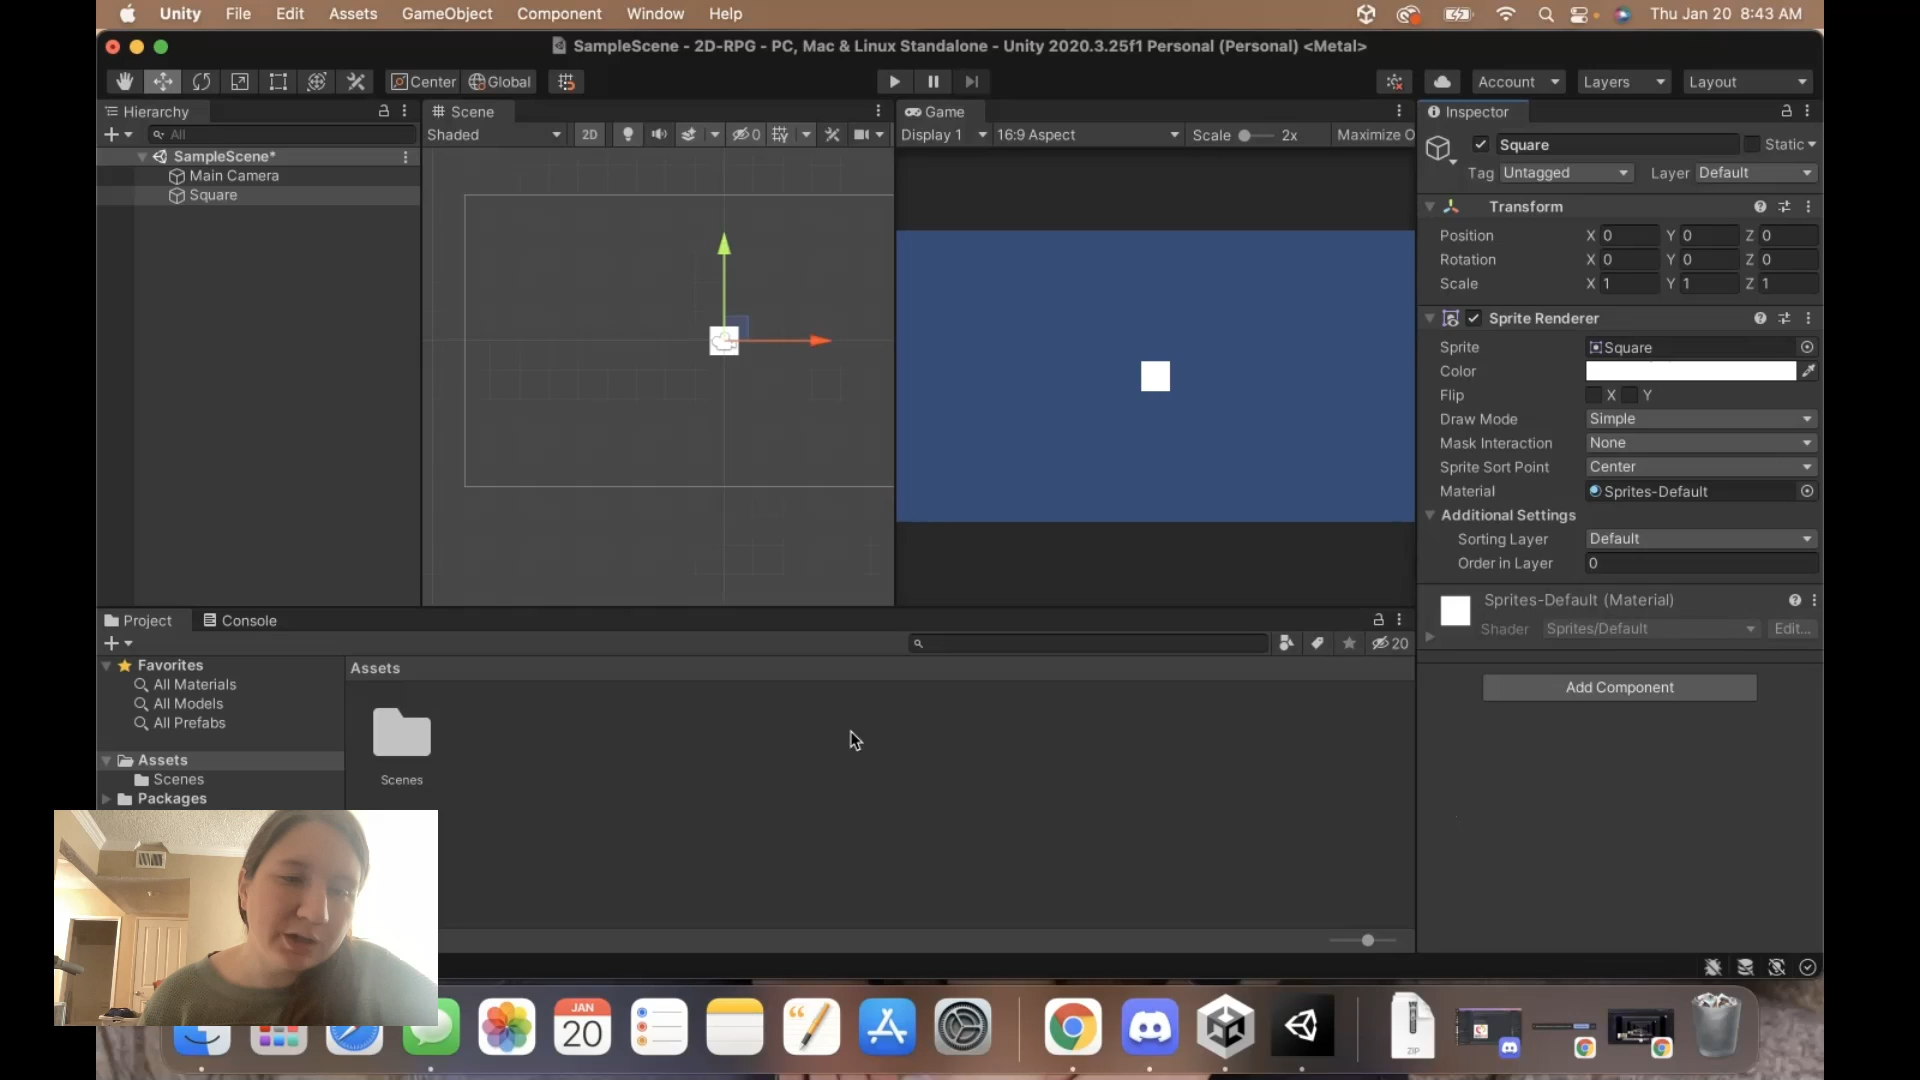 Unity File Edit Assets GameObject Component Window Help Thu Jan 20 8:43 AM
SampleScene - 2D-RPG - PC, Mac & Linux Standalone - Unity 2020.3.25f1 Personal (Personal) <Metal>
Center Global Account Layers Layout
Hierarchy Scene Game Inspector
All Shaded 2D 0 Display 1 16:9 Aspect Scale 2x Maximize O
Square Static
SampleScene*
Main Camera
Square
Tag Untagged Layer Default
Transform
Position X 0 Y 0 Z 0
Rotation X 0 Y 0 Z 0
Scale X 1 Y 1 Z 1
Sprite Renderer
Sprite Square
Color
Flip X Y
Draw Mode Simple
Mask Interaction None
Sprite Sort Point Center
Material Sprites-Default
Additional Settings
Sorting Layer Default
Order in Layer 0
Sprites-Default (Material)
Shader Sprites/Default Edit...
Add Component
Project Console
20
Favorites
All Materials
All Models
All Prefabs
Assets
Scenes
Packages
Assets
Scenes
JAN
20
ZIP